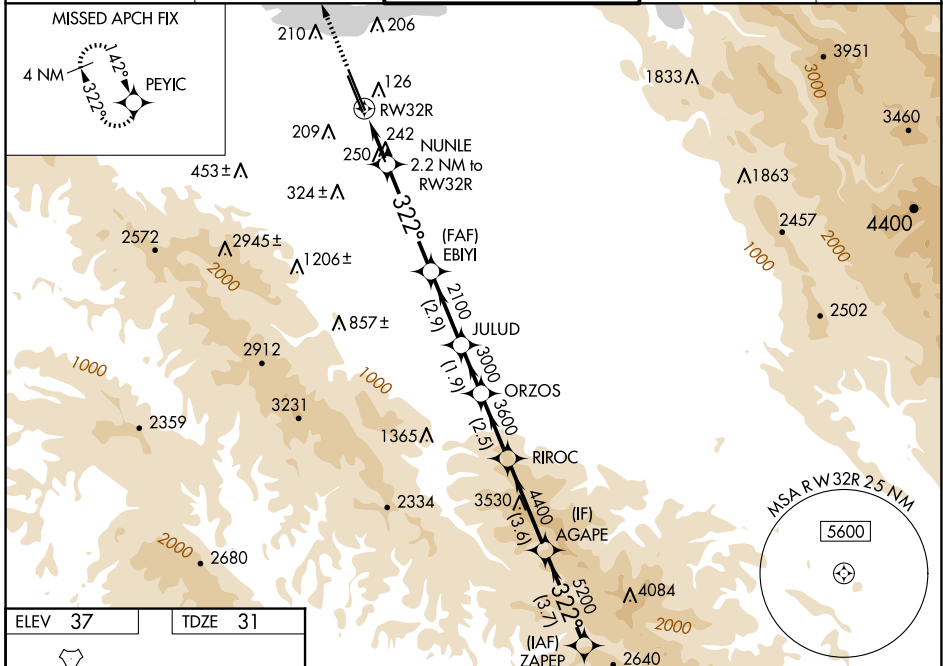 MISSED APCH FIX
4 NM
142°
322°
PEYIC
210
206
126
RW32R
209
242
250
NUNLE
2.2 NM to
RW32R
453±
324±
322°
(FAF)
EBIYI
2572
2945±
1206±
2000
2100
(2.9)
857±
JULUD
3000
(1.9)
ORZOS
2912
1000
1000
3600
(2.5)
3231
2359
1365
RIROC
3530
4400
(3.6)
(IF)
AGAPE
2334
2000
2680
5200
(3.7)
322°
4084
2000
(IAF)
ZAPEP
2640
3951
1833
3000
3460
1863
4400
2457
1000
2000
2502
MSA RW32R 25 NM
5600
ELEV 37
TDZE 31